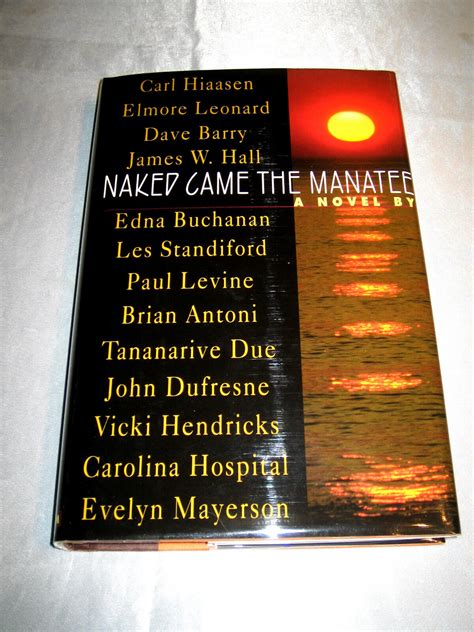 Carl Hiaasen
Elmore Leonard
Dave Barry
James W. Hall
NAKED CAME THE MANATEE
A NOVEL BY
Edna Buchanan
Les Standiford
Paul Levine
Brian Antoni
Tananarive Due
John Dufresne
Vicki Hendricks
Carolina Hospital
Evelyn Mayerson